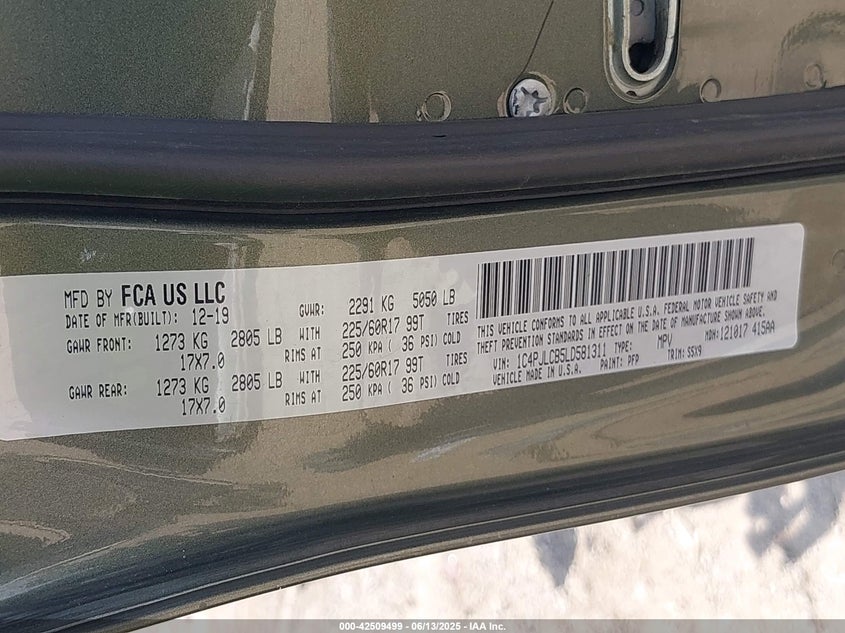 MFD BY FCA US LLC
DATE OF MFR(BUILT): 12-19 GVWR: 2291 KG 5050 LB
GAWR FRONT: 1273 KG 2805 LB WITH 225/60R17 99T TIRES
17X7.0 RIMS AT 250 KPA ( 36 PSI) COLD
GAWR REAR: 1273 KG 2805 LB WITH 225/60R17 99T TIRES
17X7.0 RIMS AT 250 KPA ( 36 PSI) COLD
THIS VEHICLE CONFORMS TO ALL APPLICABLE U.S.A. FEDERAL MOTOR VEHICLE SAFETY AND
THEFT PREVENTION STANDARDS IN EFFECT ON THE DATE OF MANUFACTURE SHOWN ABOVE.
VIN: 1C4PJLCB5LD581311 TYPE: MPV MDH: 121017 415AA
VEHICLE MADE IN U.S.A. PAINT: PFP TRIM: S5X9
000-42509499 - 06/13/2025 - IAA Inc.